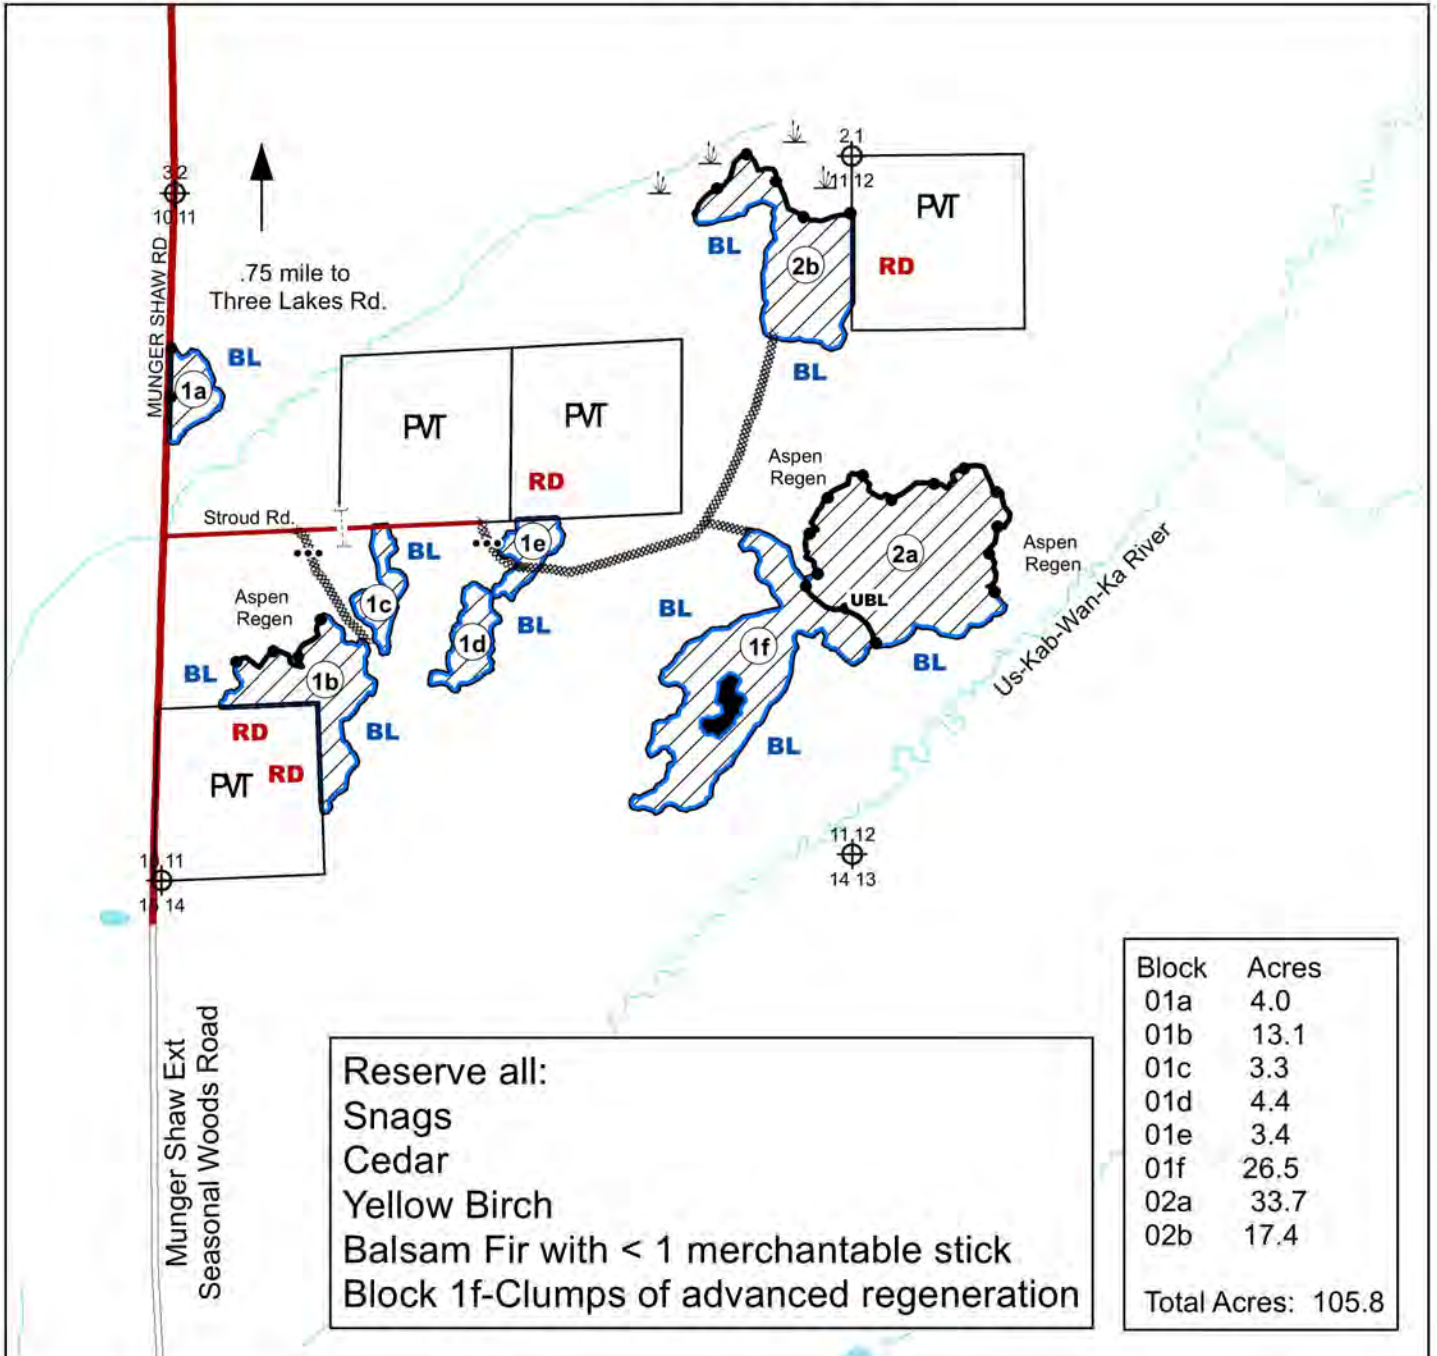 3 2
10 11
MUNGER SHAW RD
.75 mile to
Three Lakes Rd.
2 1
11 12
PVT
RD
BL
2b
BL
BL
1a
PVT
PVT
RD
Stroud Rd.
BL
1e
1c
Aspen
Regen
1d
BL
BL
1b
RD
BL
PVT
RD
Aspen
Regen
2a
Aspen
Regen
UBL
BL
1f
BL
BL
Us-Kab-Wan-Ka River
11 12
14 13
11
14
Munger Shaw Ext
Seasonal Woods Road
Reserve all:
Snags
Cedar
Yellow Birch
Balsam Fir with < 1 merchantable stick
Block 1f-Clumps of advanced regeneration
Block Acres
01a 4.0
01b 13.1
01c 3.3
01d 4.4
01e 3.4
01f 26.5
02a 33.7
02b 17.4
Total Acres: 105.8